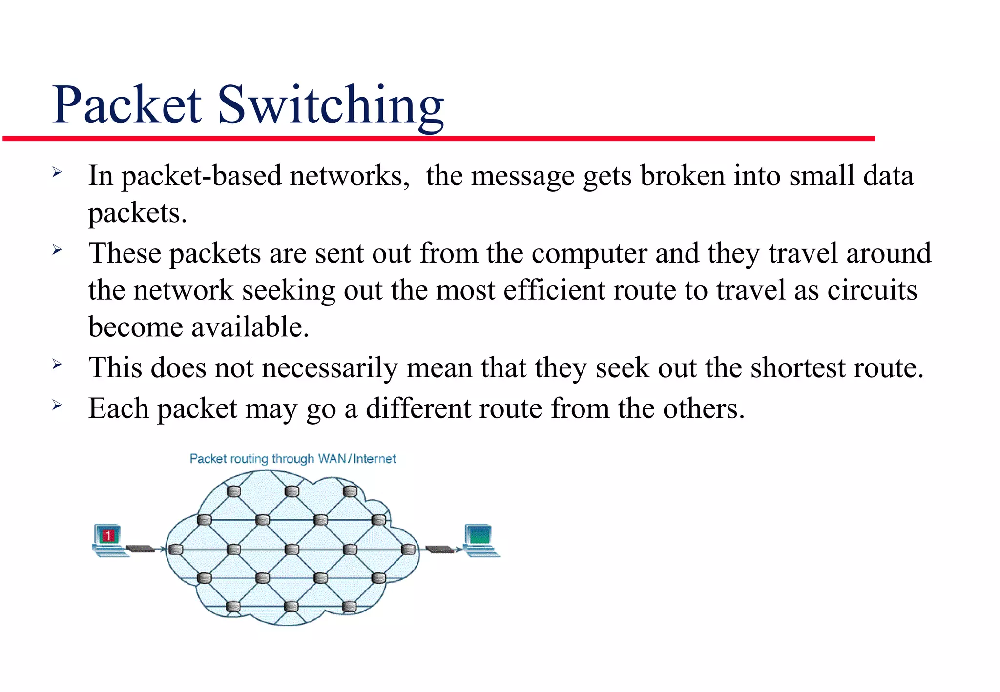 Packet Switching
In packet-based networks,  the message gets broken into small data
packets.
These packets are sent out from the computer and they travel around
the network seeking out the most efficient route to travel as circuits
become available.
This does not necessarily mean that they seek out the shortest route.
Each packet may go a different route from the others.
Packet routing through WAN/Internet
1